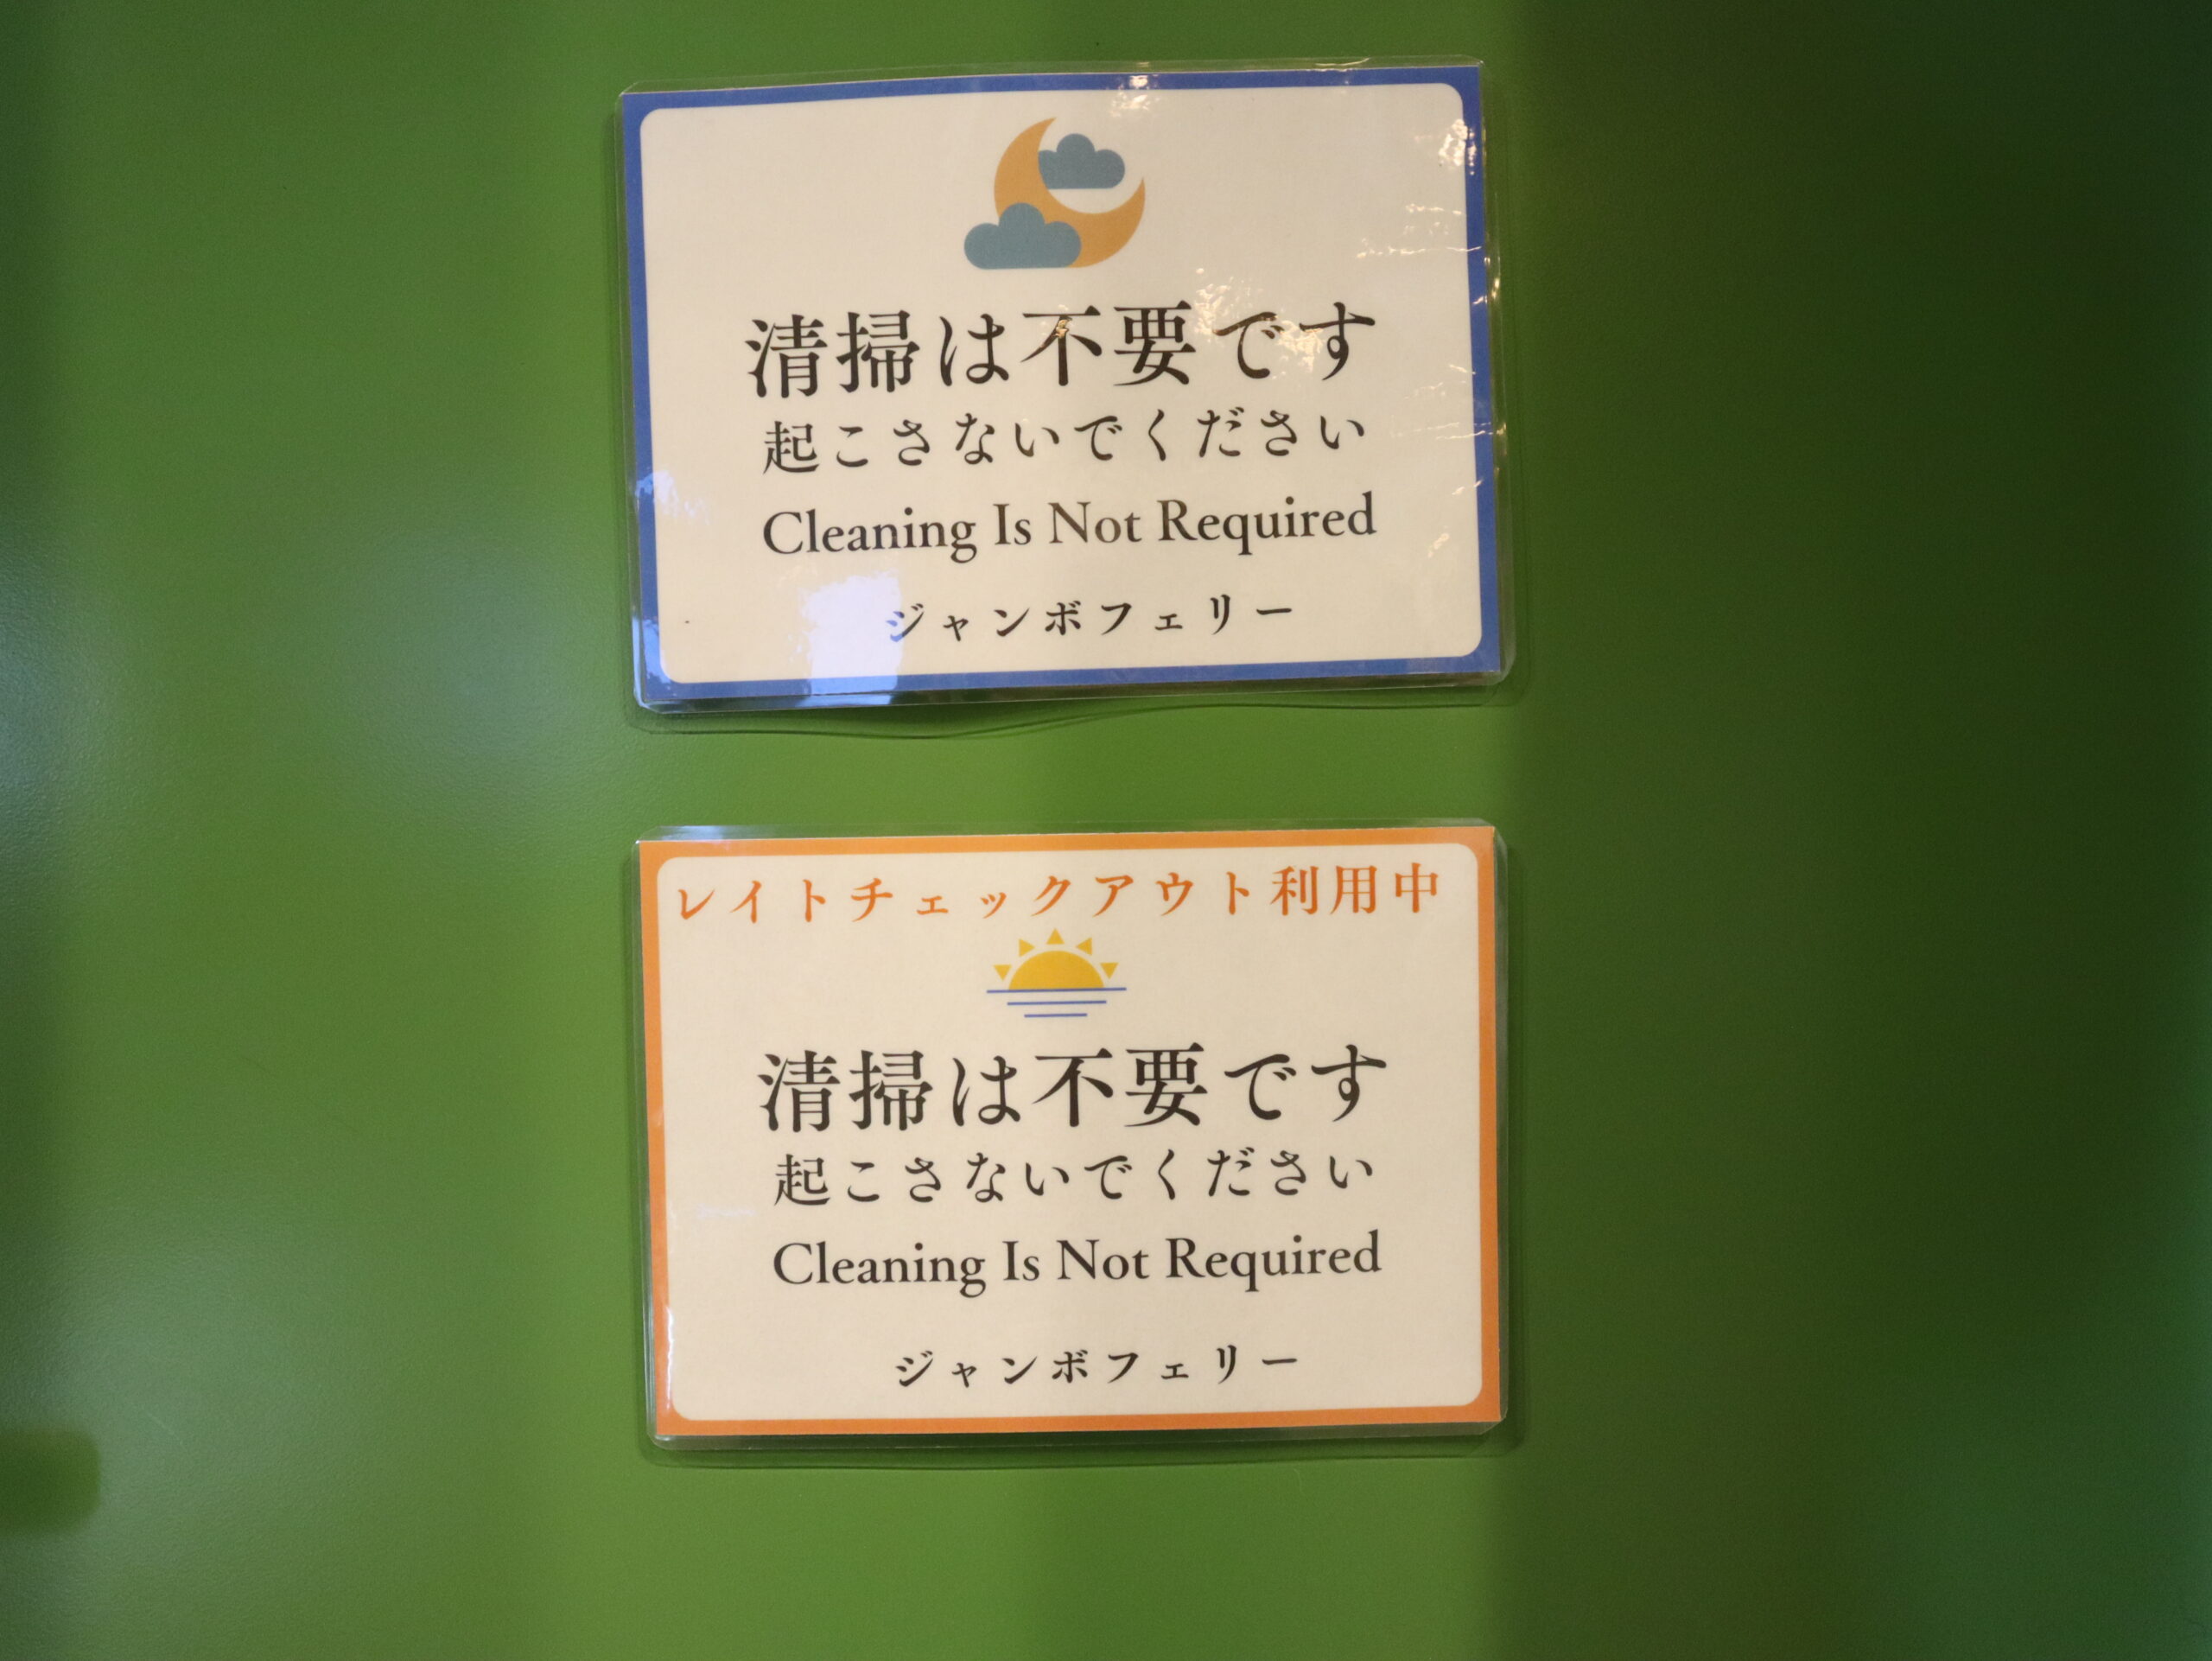 清掃は不要です
起こさないでください
Cleaning Is Not Required
ジャンボフェリー
レイトチェックアウト利用中
清掃は不要です
起こさないでください
Cleaning Is Not Required
ジャンボフェリー